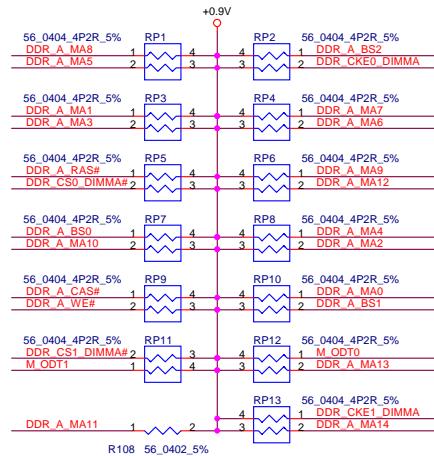 +0.9V
56_0404_4P2R_5% RP1 RP2 56_0404_4P2R_5%
DDR_A_MA8 1 4 4 1 DDR_A_BS2
DDR_A_MA5 2 3 3 2 DDR_CKE0_DIMMA
56_0404_4P2R_5% RP3 RP4 56_0404_4P2R_5%
DDR_A_MA1 1 4 4 1 DDR_A_MA7
DDR_A_MA3 2 3 3 2 DDR_A_MA6
56_0404_4P2R_5% RP5 RP6 56_0404_4P2R_5%
DDR_A_RAS# 1 4 4 1 DDR_A_MA9
DDR_CS0_DIMMA# 2 3 3 2 DDR_A_MA12
56_0404_4P2R_5% RP7 RP8 56_0404_4P2R_5%
DDR_A_BS0 1 4 4 1 DDR_A_MA4
DDR_A_MA10 2 3 3 2 DDR_A_MA2
56_0404_4P2R_5% RP9 RP10 56_0404_4P2R_5%
DDR_A_CAS# 1 4 4 1 DDR_A_MA0
DDR_A_WE# 2 3 3 2 DDR_A_BS1
56_0404_4P2R_5% RP11 RP12 56_0404_4P2R_5%
DDR_CS1_DIMMA# 2 3 4 1 M_ODT0
M_ODT1 1 4 3 2 DDR_A_MA13
RP13 56_0404_4P2R_5%
4 1 DDR_CKE1_DIMMA
DDR_A_MA11 1 2 3 2 DDR_A_MA14
R108 56_0402_5%